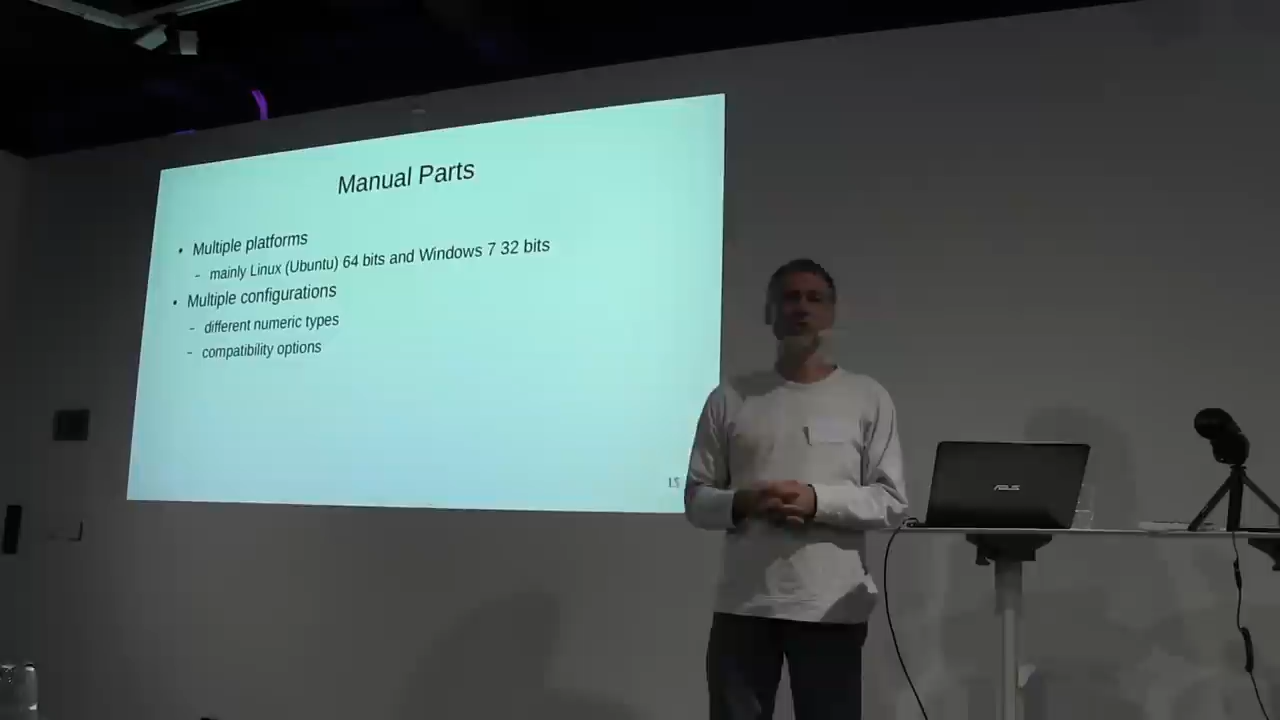 Manual Parts
• Multiple platforms
– mainly Linux (Ubuntu) 64 bits and Windows 7 32 bits
• Multiple configurations
– different numeric types
– compatibility options
15
ASUS